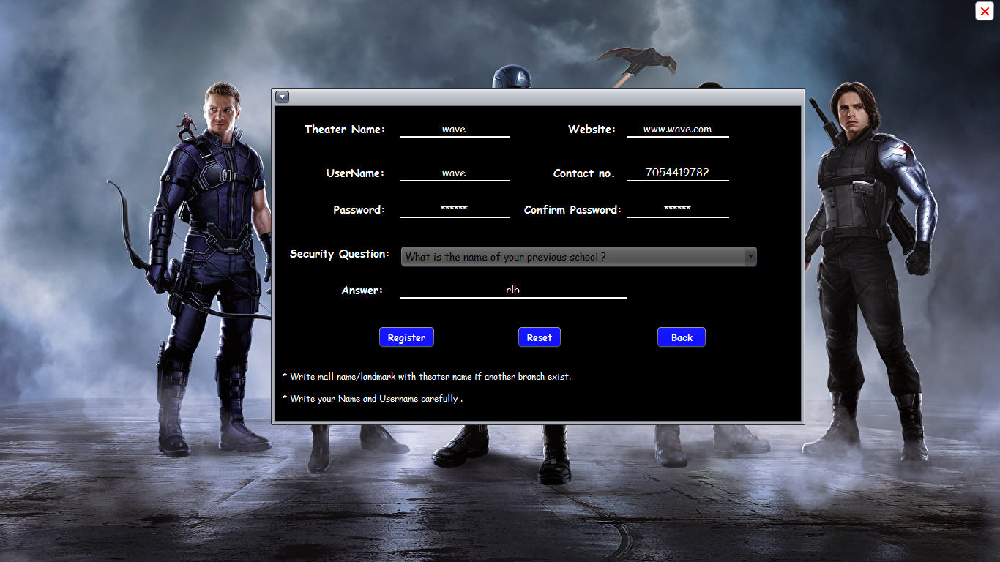 Theater Name: wave Website: www.wave.com
UserName: wave Contact no. 7054419782
Password: ****** Confirm Password: ******
Security Question: What is the name of your previous school ?
Answer: rlb
Register Reset Back
* Write mall name/landmark with theater name if another branch exist.
* Write your Name and Username carefully .